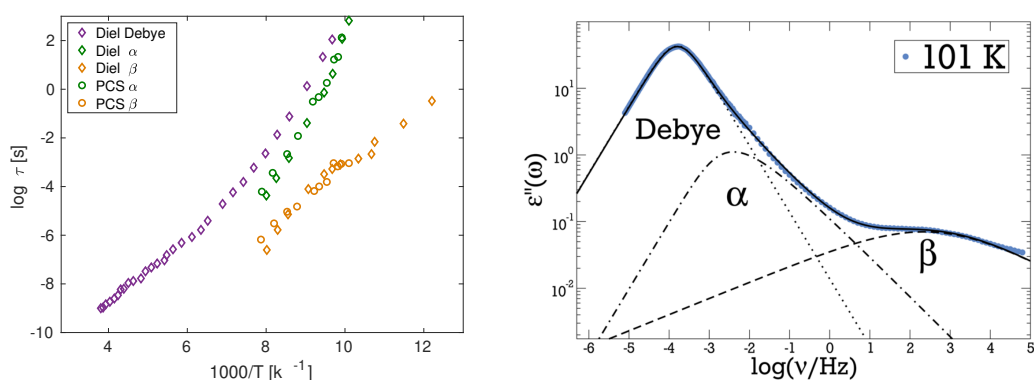 Diel Debye
Diel α
Diel β
PCS α
PCS β
2
0
-2
-4
-6
-8
-10
log τ [s]
4
6
8
10
12
1000/T [k⁻¹]
101 K
Debye
α
β
10¹
10⁰
10⁻¹
10⁻²
ε"(ω)
-6
-5
-4
-3
-2
-1
0
1
2
3
4
5
log(ν/Hz)